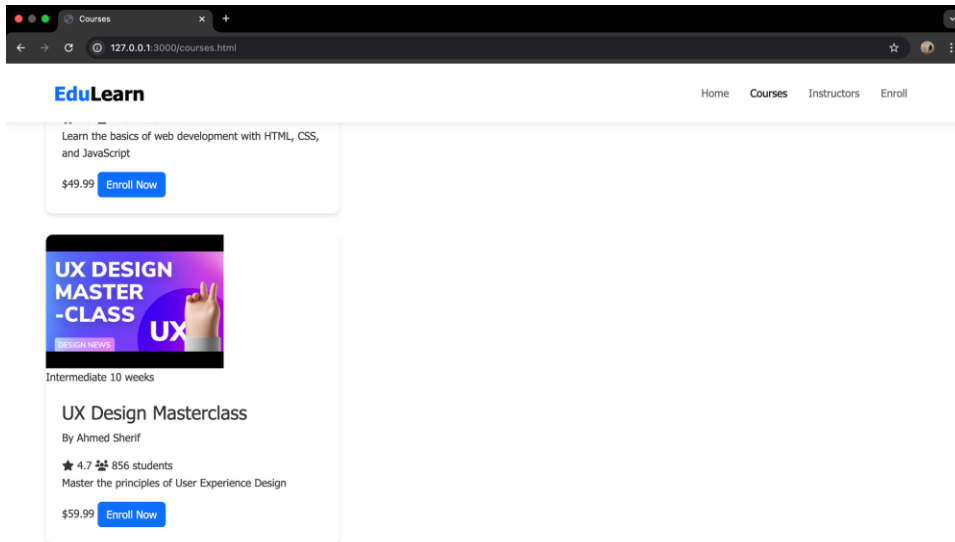 Courses
127.0.0.1:3000/courses.html
EduLearn
Home Courses Instructors Enroll
Learn the basics of web development with HTML, CSS,
and JavaScript
$49.99 Enroll Now
UX DESIGN
MASTER
-CLASS
UX
DESIGN NEWS
Intermediate 10 weeks
UX Design Masterclass
By Ahmed Sherif
4.7 856 students
Master the principles of User Experience Design
$59.99 Enroll Now